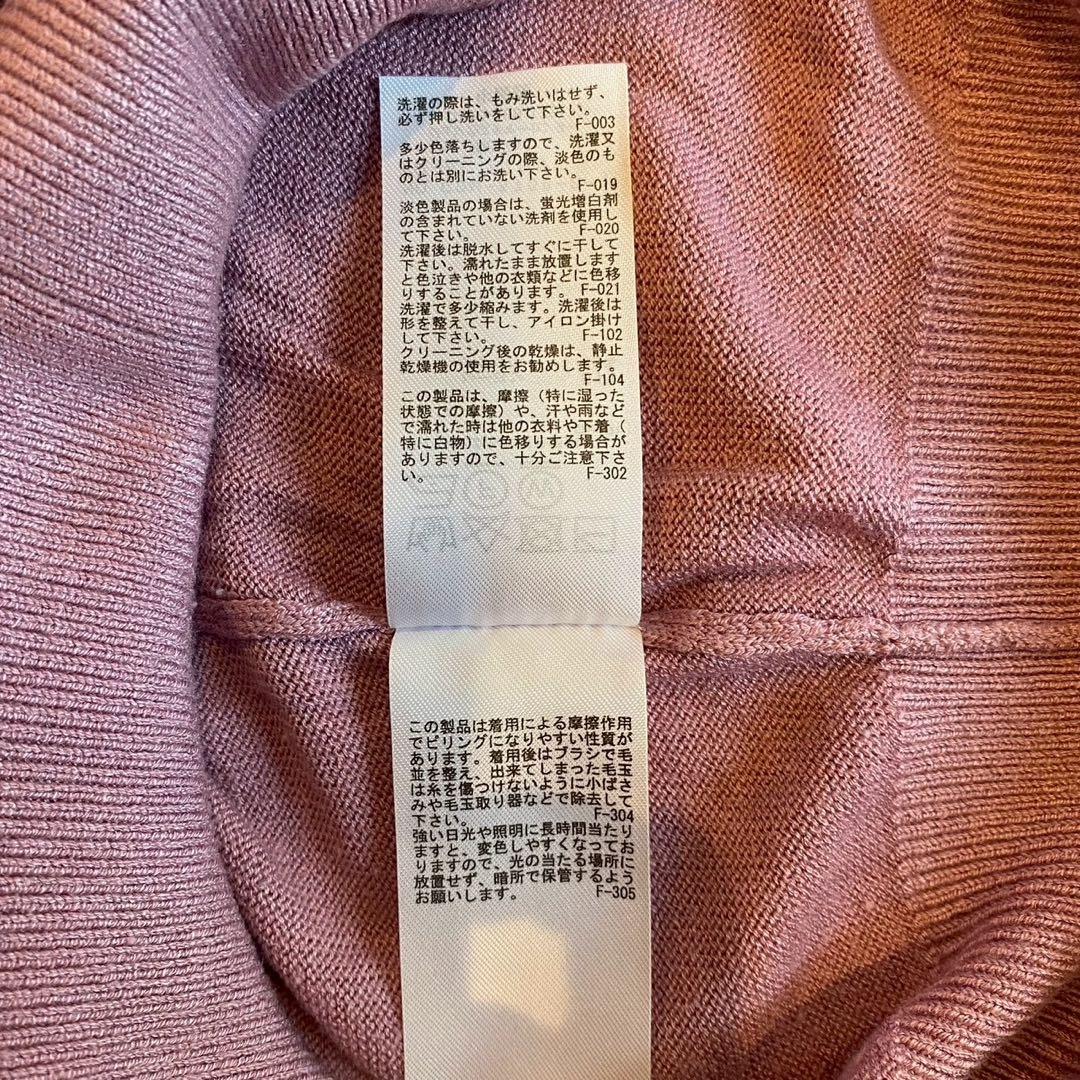 洗濯の際は、もみ洗いはせず、
必ず押し洗いをして下さい。
F-003
多少色落ちしますので、洗濯又
はクリーニングの際、淡色のも
のとは別にお洗い下さい。
F-019
淡色製品の場合は、蛍光増白剤
の含まれていない洗剤を使用し
て下さい。 F-020
洗濯後は脱水してすぐに干して
下さい。濡れたまま放置します
と色泣きや他の衣類などに色移
りすることがあります。 F-021
洗濯で多少縮みます。洗濯後は
形を整えて干し、アイロン掛け
して下さい。 F-102
クリーニング後の乾燥は、静止
乾燥機の使用をお勧めします。
F-104
この製品は、摩擦（特に湿った
状態での摩擦）や、汗や雨など
で濡れた時は他の衣料や下着（
特に白物）に色移りする場合が
ありますので、十分ご注意下さ
い。 F-302
この製品は着用による摩擦作用
でピリングになりやすい性質が
あります。着用後はブラシで毛
並を整え、出来てしまった毛玉
は糸を傷つけないように小ばさ
みや毛玉取り器などで除去して
下さい。 F-304
強い日光や照明に長時間当たり
ますと、変色しやすくなってお
りますので、光の当たる場所に
放置せず、暗所で保管するよう
お願いします。 F-305